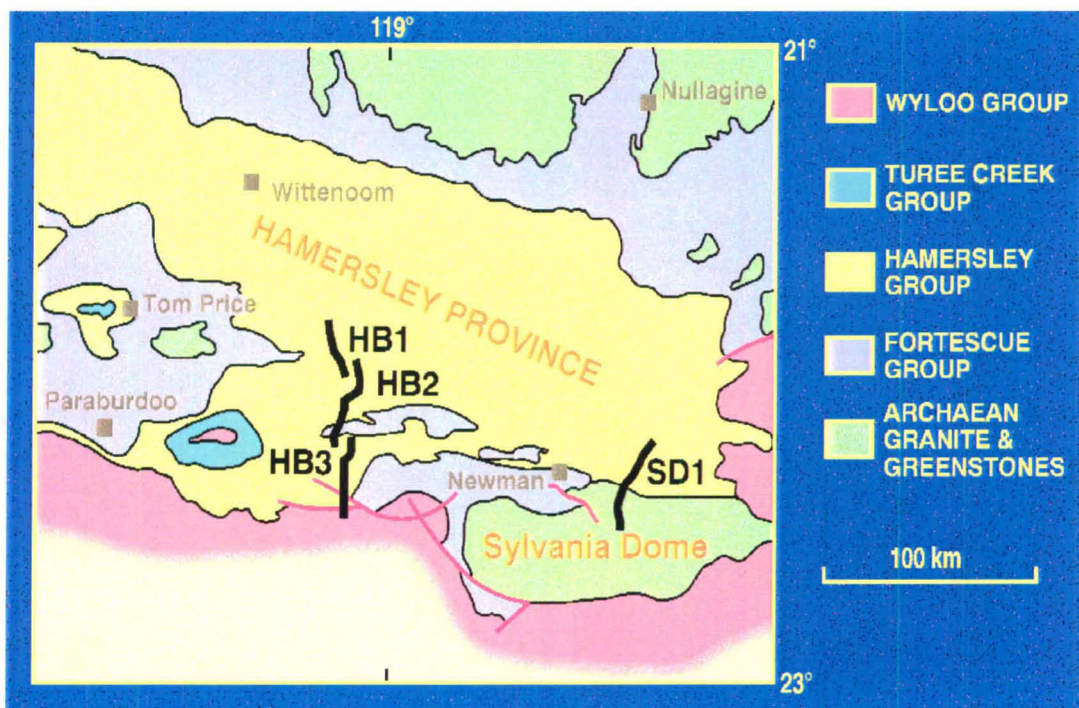 119°
21°
Nullagine
Wittenoom
HAMERSLEY PROVINCE
Tom Price
HB1
HB2
Paraburdoo
HB3
Newman
SD1
Sylvania Dome
23°
WYLOO GROUP
TUREE CREEK
GROUP
HAMERSLEY
GROUP
FORTESCUE
GROUP
ARCHAEAN
GRANITE &
GREENSTONES
100 km